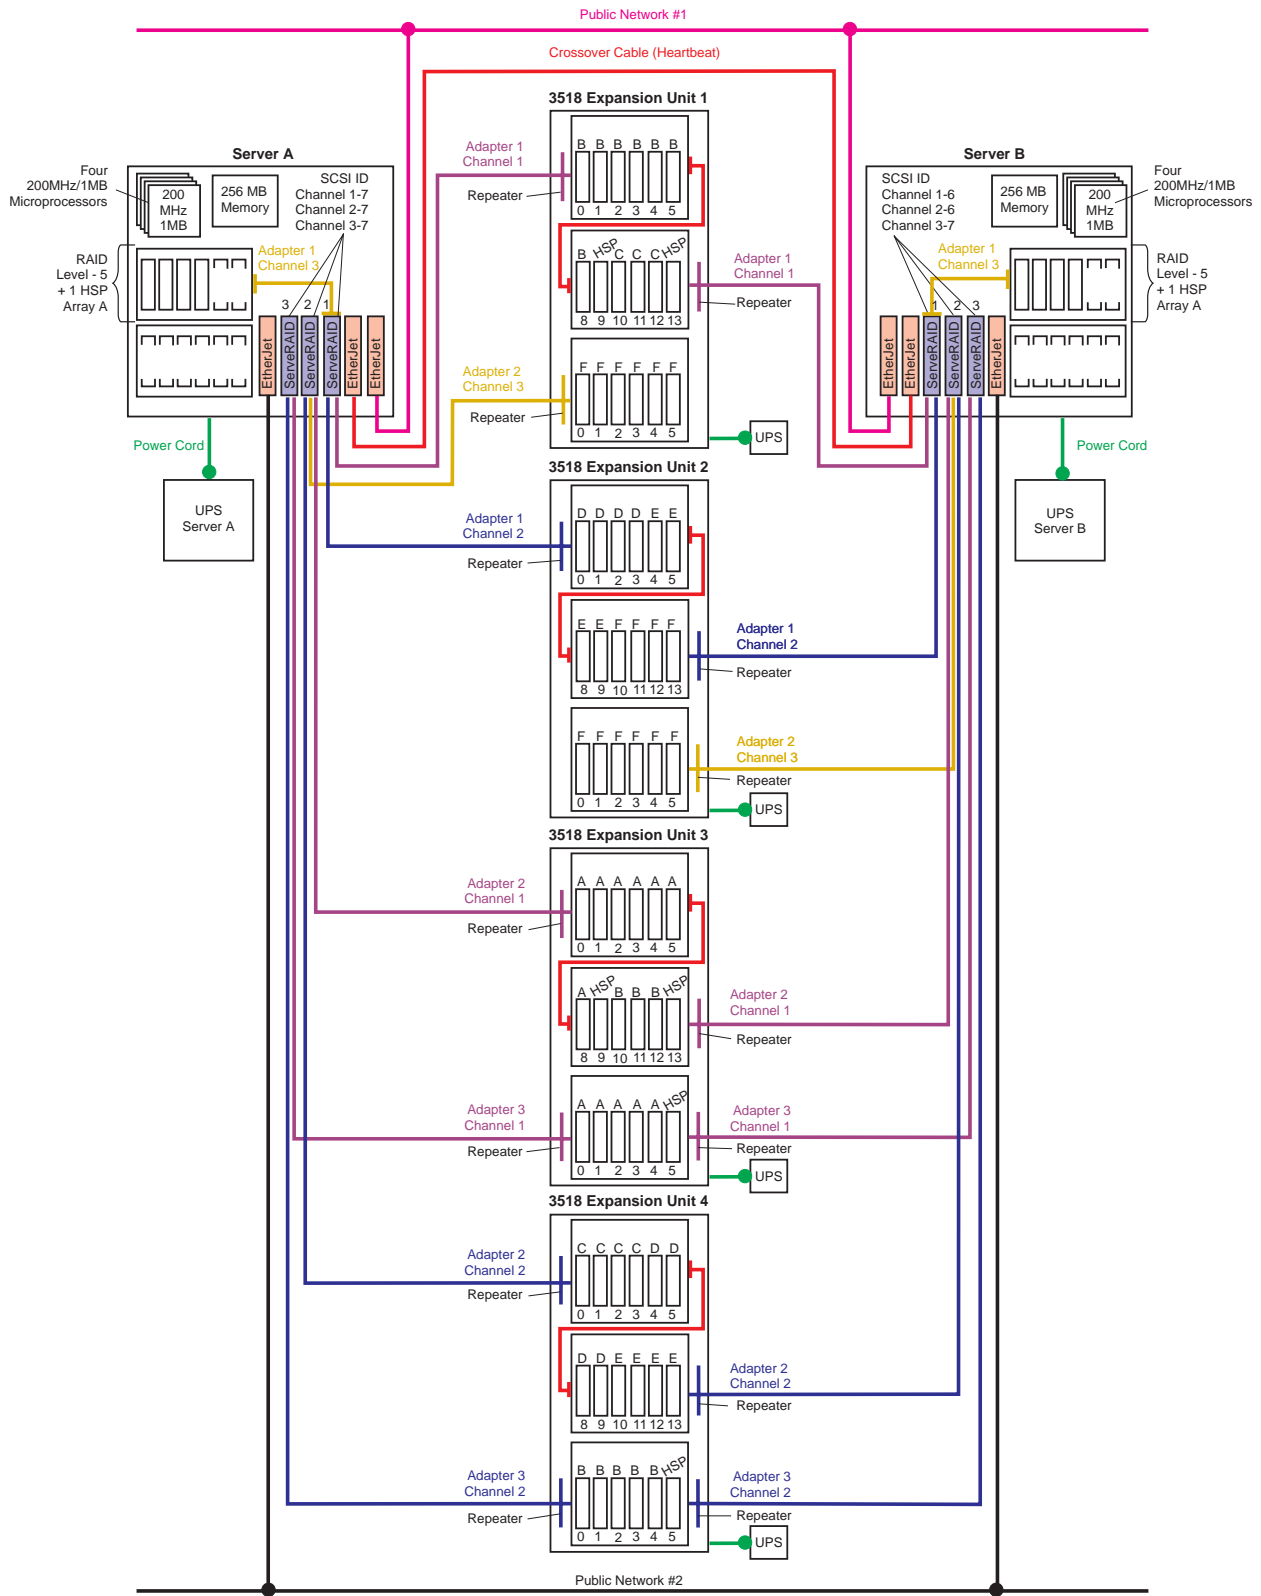 Public Network #1
Crossover Cable (Heartbeat)
3518 Expansion Unit 1
B B B B B B
0 1 2 3 4 5
B HSP C C C HSP
8 9 10 11 12 13
F F F F F F
0 1 2 3 4 5
Adapter 1
Channel 1
Repeater
Adapter 1
Channel 1
Repeater
Adapter 2
Channel 3
Repeater
UPS
Server A
Four
200MHz/1MB
Microprocessors
200
MHz
1MB
256 MB
Memory
SCSI ID
Channel 1-7
Channel 2-7
Channel 3-7
RAID
Level - 5
+ 1 HSP
Array A
Adapter 1
Channel 3
3 2 1
EtherJet
ServeRAID
ServeRAID
ServeRAID
EtherJet
EtherJet
Power Cord
UPS
Server A
Server B
SCSI ID
Channel 1-6
Channel 2-6
Channel 3-7
256 MB
Memory
200
MHz
1MB
Four
200MHz/1MB
Microprocessors
Adapter 1
Channel 3
RAID
Level - 5
+ 1 HSP
Array A
1 2 3
EtherJet
EtherJet
ServeRAID
ServeRAID
ServeRAID
EtherJet
Power Cord
UPS
Server B
3518 Expansion Unit 2
D D D D E E
0 1 2 3 4 5
E E F F F F
8 9 10 11 12 13
F F F F F F
0 1 2 3 4 5
Adapter 1
Channel 2
Repeater
Adapter 1
Channel 2
Repeater
Adapter 2
Channel 3
Repeater
UPS
3518 Expansion Unit 3
A A A A A A
0 1 2 3 4 5
A HSP B B B HSP
8 9 10 11 12 13
A A A A A HSP
0 1 2 3 4 5
Adapter 2
Channel 1
Repeater
Adapter 2
Channel 1
Repeater
Adapter 3
Channel 1
Repeater
Adapter 3
Channel 1
Repeater
UPS
3518 Expansion Unit 4
C C C C D D
0 1 2 3 4 5
D D E E E E
8 9 10 11 12 13
B B B B B HSP
0 1 2 3 4 5
Adapter 2
Channel 2
Repeater
Adapter 2
Channel 2
Repeater
Adapter 3
Channel 2
Repeater
Adapter 3
Channel 2
Repeater
UPS
Public Network #2